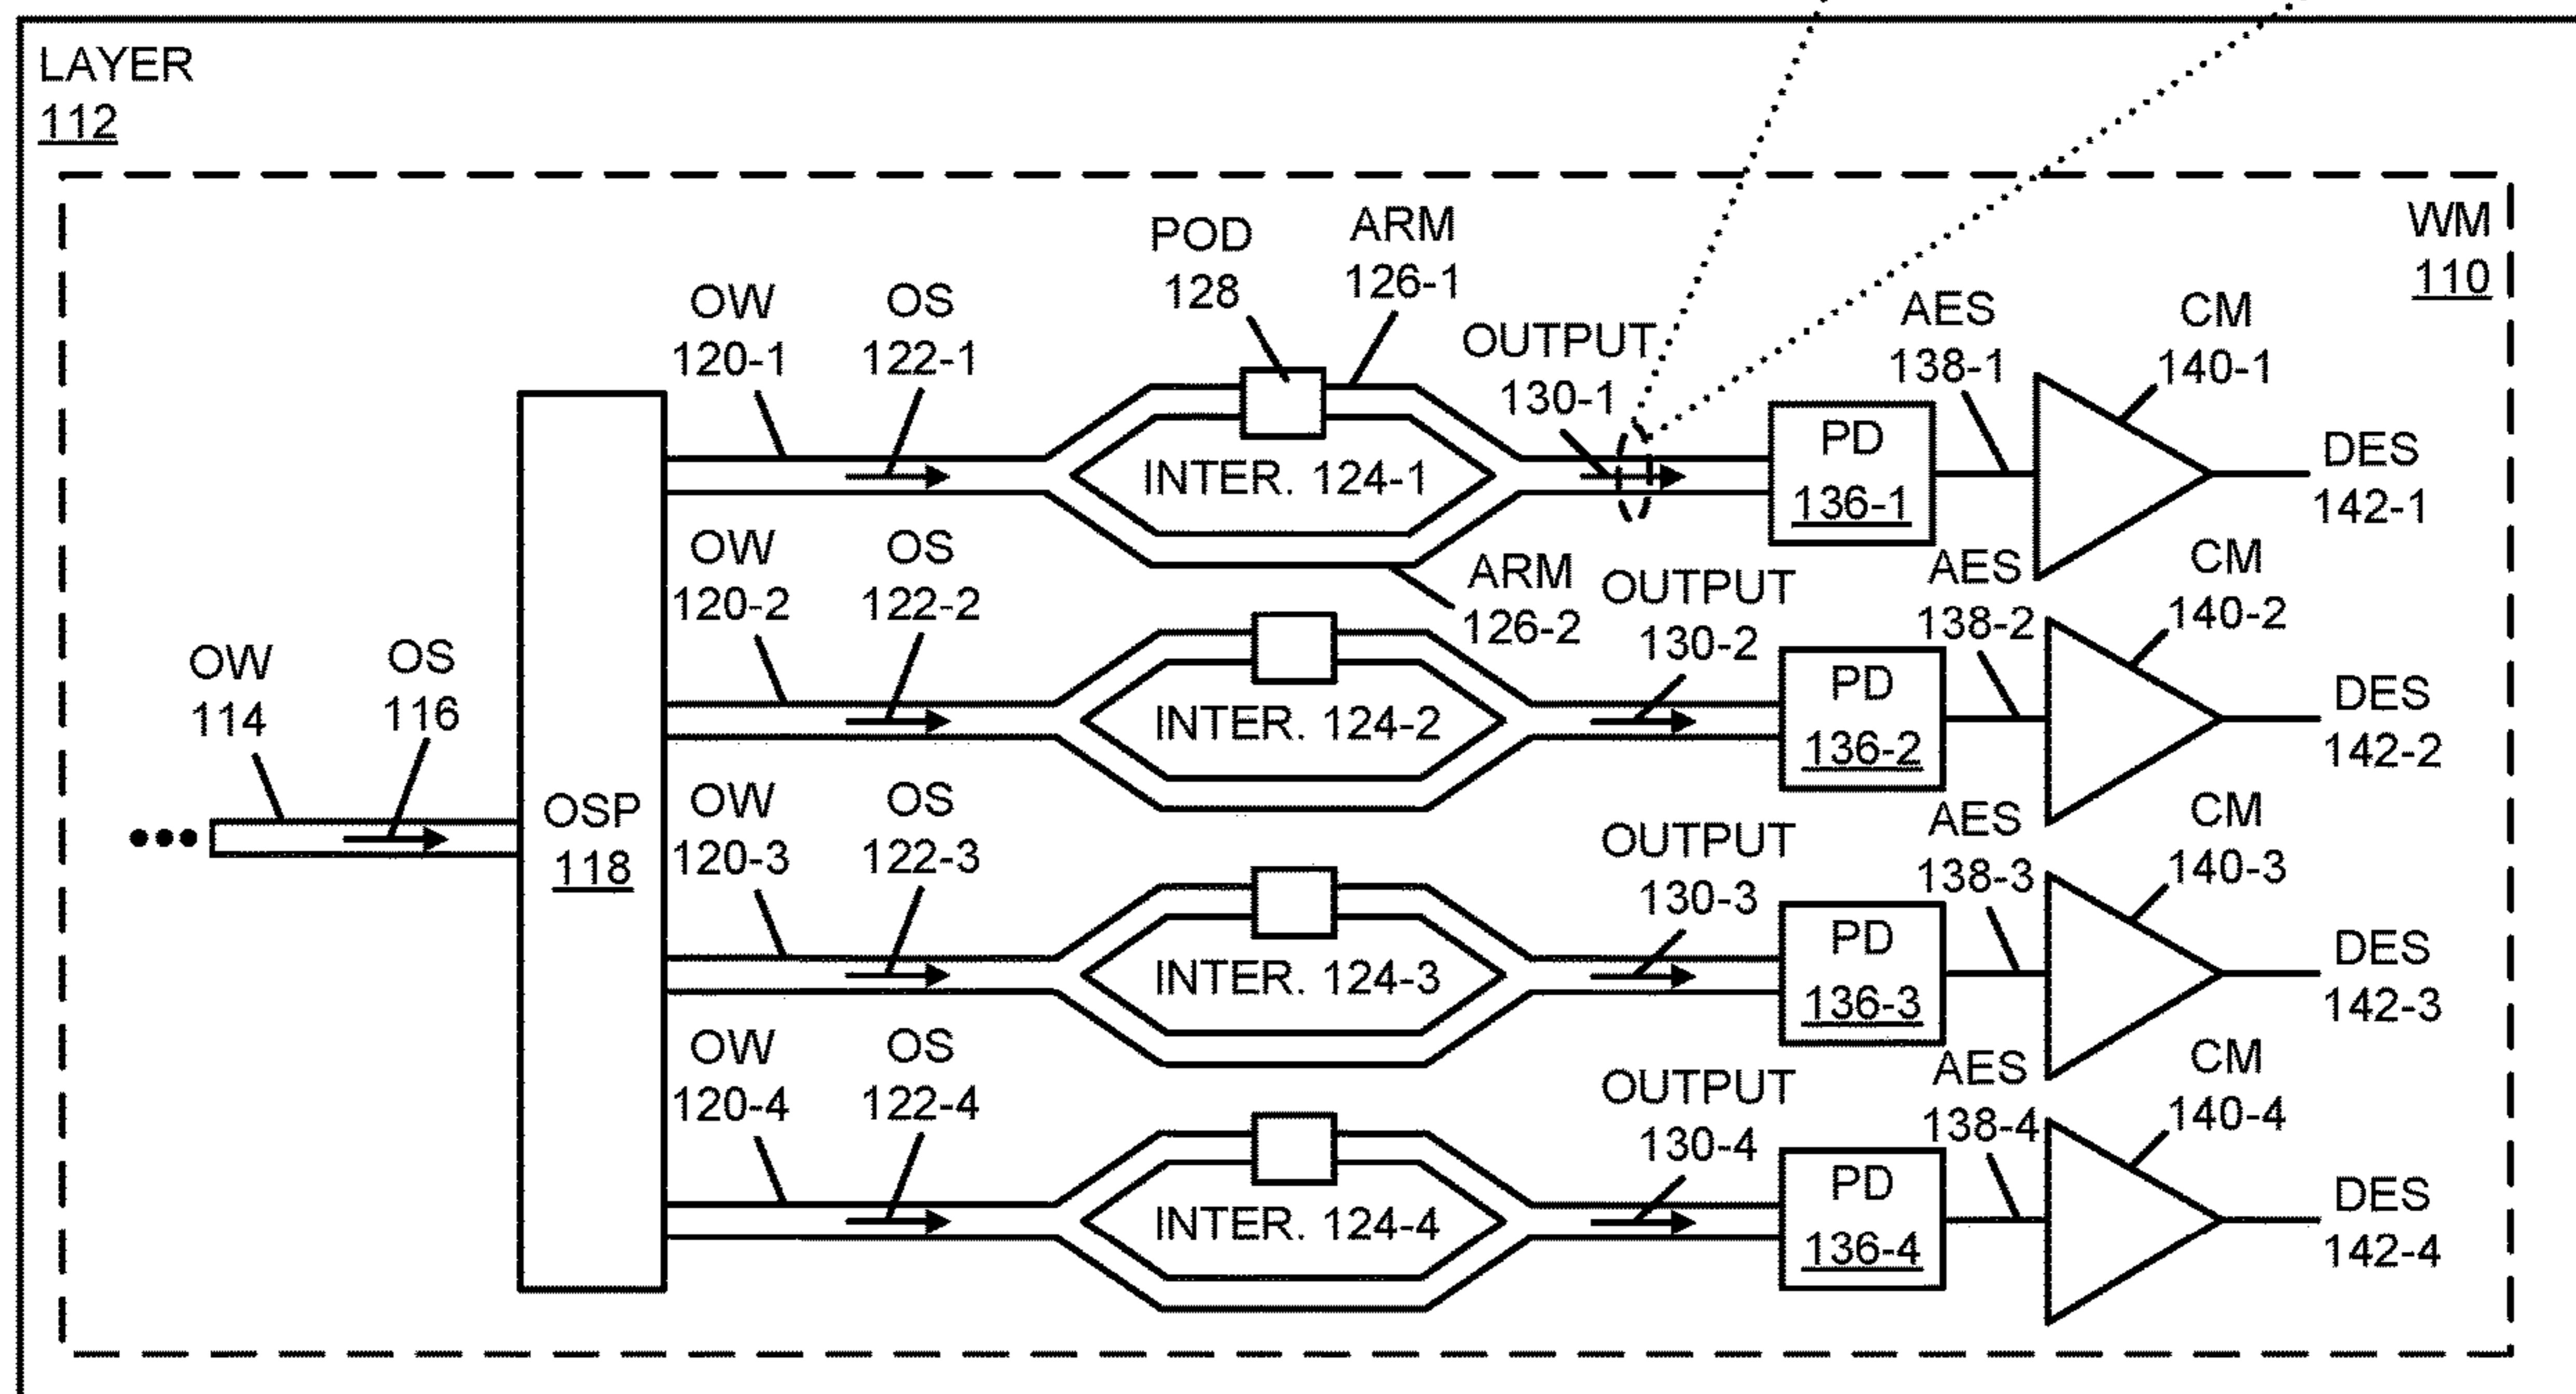 LAYER
112
WM
110
POD
128
ARM
126-1
OW
120-1
OS
122-1
OUTPUT
130-1
AES
138-1
CM
140-1
INTER. 124-1
PD
136-1
DES
142-1
ARM
126-2
OW
120-2
OS
122-2
OUTPUT
130-2
AES
138-2
CM
140-2
INTER. 124-2
PD
136-2
DES
142-2
OW
114
OS
116
OSP
118
OW
120-3
OS
122-3
OUTPUT
130-3
AES
138-3
CM
140-3
INTER. 124-3
PD
136-3
DES
142-3
OW
120-4
OS
122-4
OUTPUT
130-4
AES
138-4
CM
140-4
INTER. 124-4
PD
136-4
DES
142-4